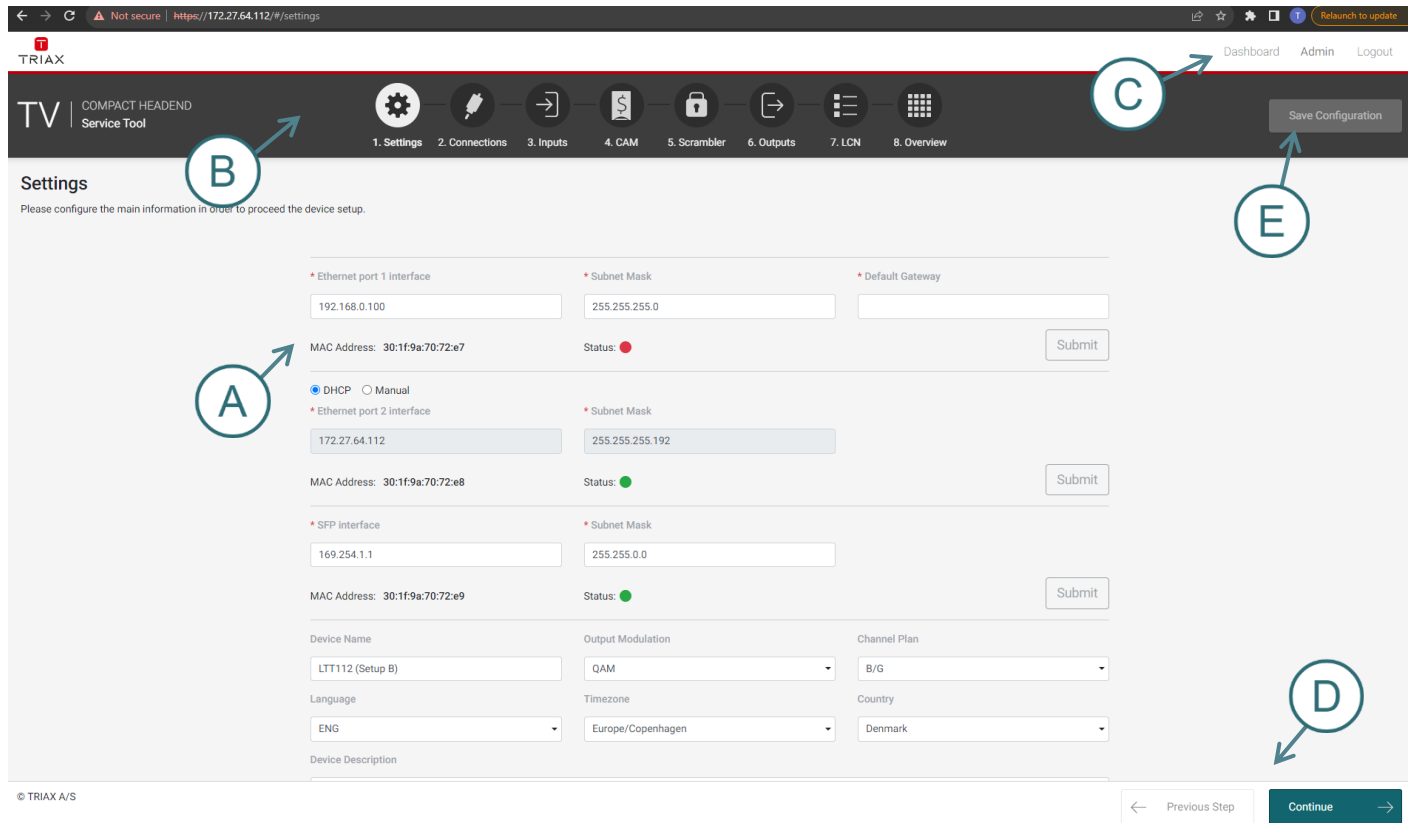 Not secure | https://172.27.64.112/#/settings
T
Relaunch to update
T
TRIAX
Dashboard Admin Logout
C
TV | COMPACT HEADEND
Service Tool
$
1. Settings 2. Connections 3. Inputs 4. CAM 5. Scrambler 6. Outputs 7. LCN 8. Overview
Save Configuration
B
Settings
Please configure the main information in order to proceed the device setup.
E
* Ethernet port 1 interface * Subnet Mask * Default Gateway
192.168.0.100 255.255.255.0
MAC Address: 30:1f:9a:70:72:e7 Status: Submit
A
DHCP Manual
* Ethernet port 2 interface * Subnet Mask
172.27.64.112 255.255.255.192
MAC Address: 30:1f:9a:70:72:e8 Status: Submit
* SFP interface * Subnet Mask
169.254.1.1 255.255.0.0
MAC Address: 30:1f:9a:70:72:e9 Status: Submit
Device Name Output Modulation Channel Plan
LTT112 (Setup B) QAM B/G
D
Language Timezone Country
ENG Europe/Copenhagen Denmark
Device Description
© TRIAX A/S
Previous Step Continue